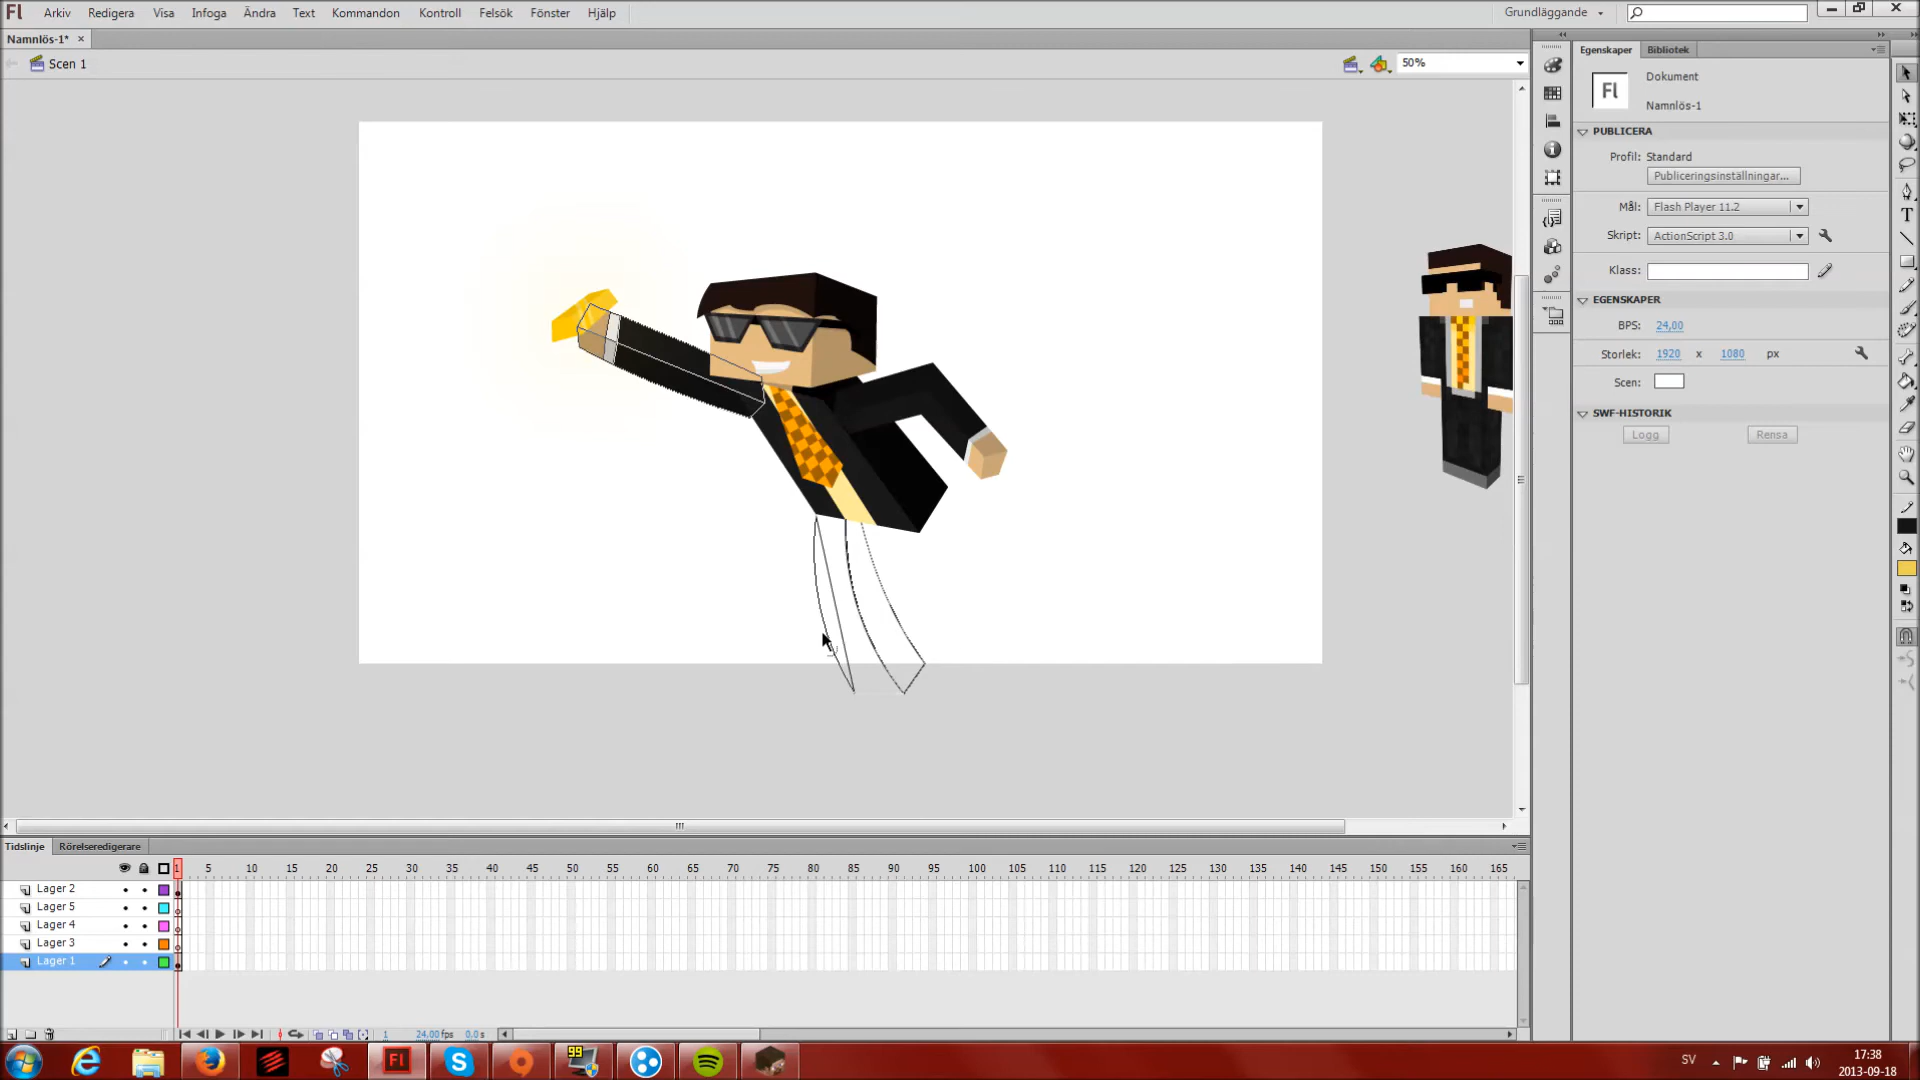 Fl Arkiv Redigera Visa Infoga Ändra Text Kommandon Kontroll Felsök Fönster Hjälp Grundläggande
Namnlös-1* ×
Scen 1 50%
Egenskaper Bibliotek
Fl Dokument
Namnlös-1
PUBLICERA
Profil: Standard
Publiceringsinställningar...
Mål: Flash Player 11.2
Skript: ActionScript 3.0
Klass:
EGENSKAPER
BPS: 24,00
Storlek: 1920 x 1080 px
Scen:
SWF-HISTORIK
Logg Rensa
Tidslinje Rörelseredigerare
1 5 10 15 20 25 30 35 40 45 50 55 60 65 70 75 80 85 90 95 100 105 110 115 120 125 130 135 140 145 150 155 160 165
Lager 2
Lager 5
Lager 4
Lager 3
Lager 1
1 24,00 fps 0,0 s
Fl 99 SV 17:38
2013-09-18